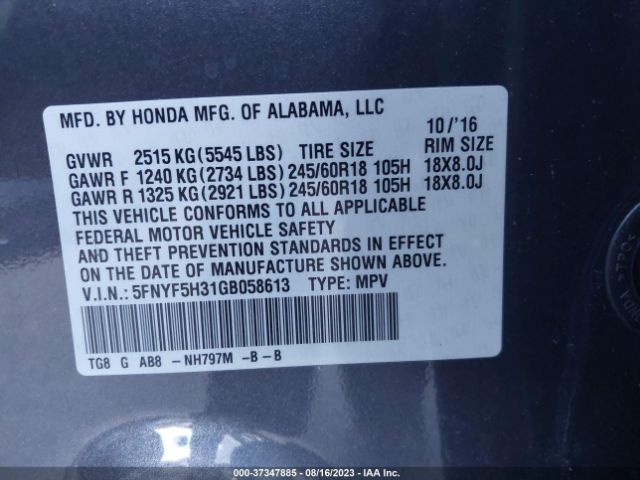 MFD. BY HONDA MFG. OF ALABAMA, LLC
10/'16
GVWR 2515 KG(5545 LBS) TIRE SIZE RIM SIZE
GAWR F 1240 KG(2734 LBS) 245/60R18 105H 18X8.0J
GAWR R 1325 KG(2921 LBS) 245/60R18 105H 18X8.0J
THIS VEHICLE CONFORMS TO ALL APPLICABLE
FEDERAL MOTOR VEHICLE SAFETY
AND THEFT PREVENTION STANDARDS IN EFFECT
ON THE DATE OF MANUFACTURE SHOWN ABOVE.
V.I.N.: 5FNYF5H31GB058613 TYPE: MPV
TG8 G AB8 -NH797M -B-B
000-37347885 / 08/16/2023 - IAA Inc.